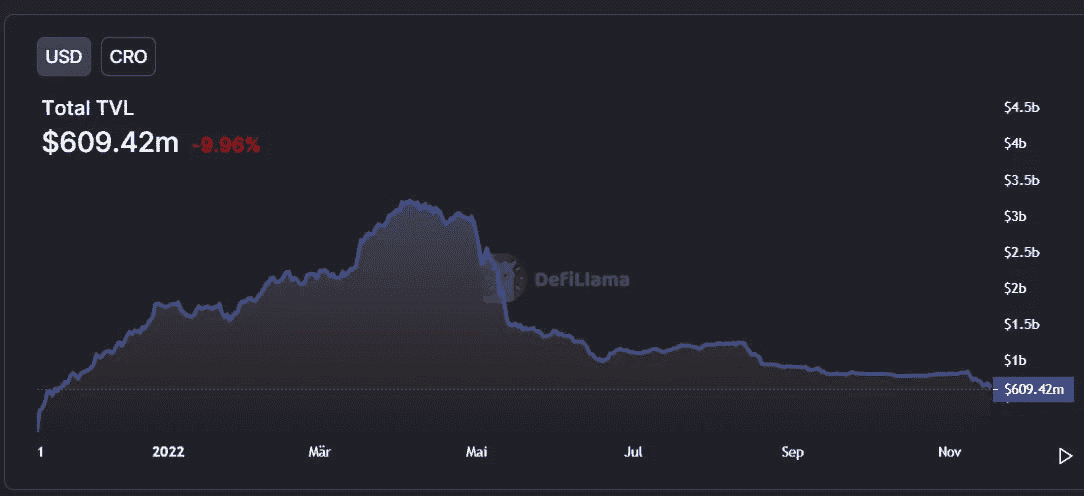 USD CRO
Total TVL
$609.42m -9.96%
$4.5b
$4b
$3.5b
$3b
$2.5b
DefiLlama
$2b
$1.5b
$1b
$609.42m
1 2022 Mär Mai Jul Sep Nov